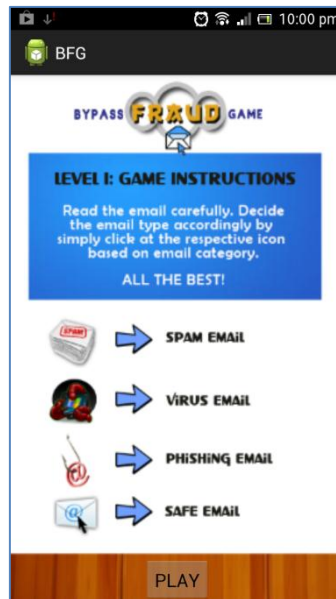 10:00 pm
BFG
BYPASS FRAUD GAME
LEVEL 1: GAME INSTRUCTIONS
Read the email carefully. Decide
the email type accordingly by
simply click at the respective icon
based on email category.
ALL THE BEST!
SPAM
SPAM EMAiL
ViRUS EMAiL
@
PHiSHiNG EMAiL
@
SAFE EMAiL
PLAY